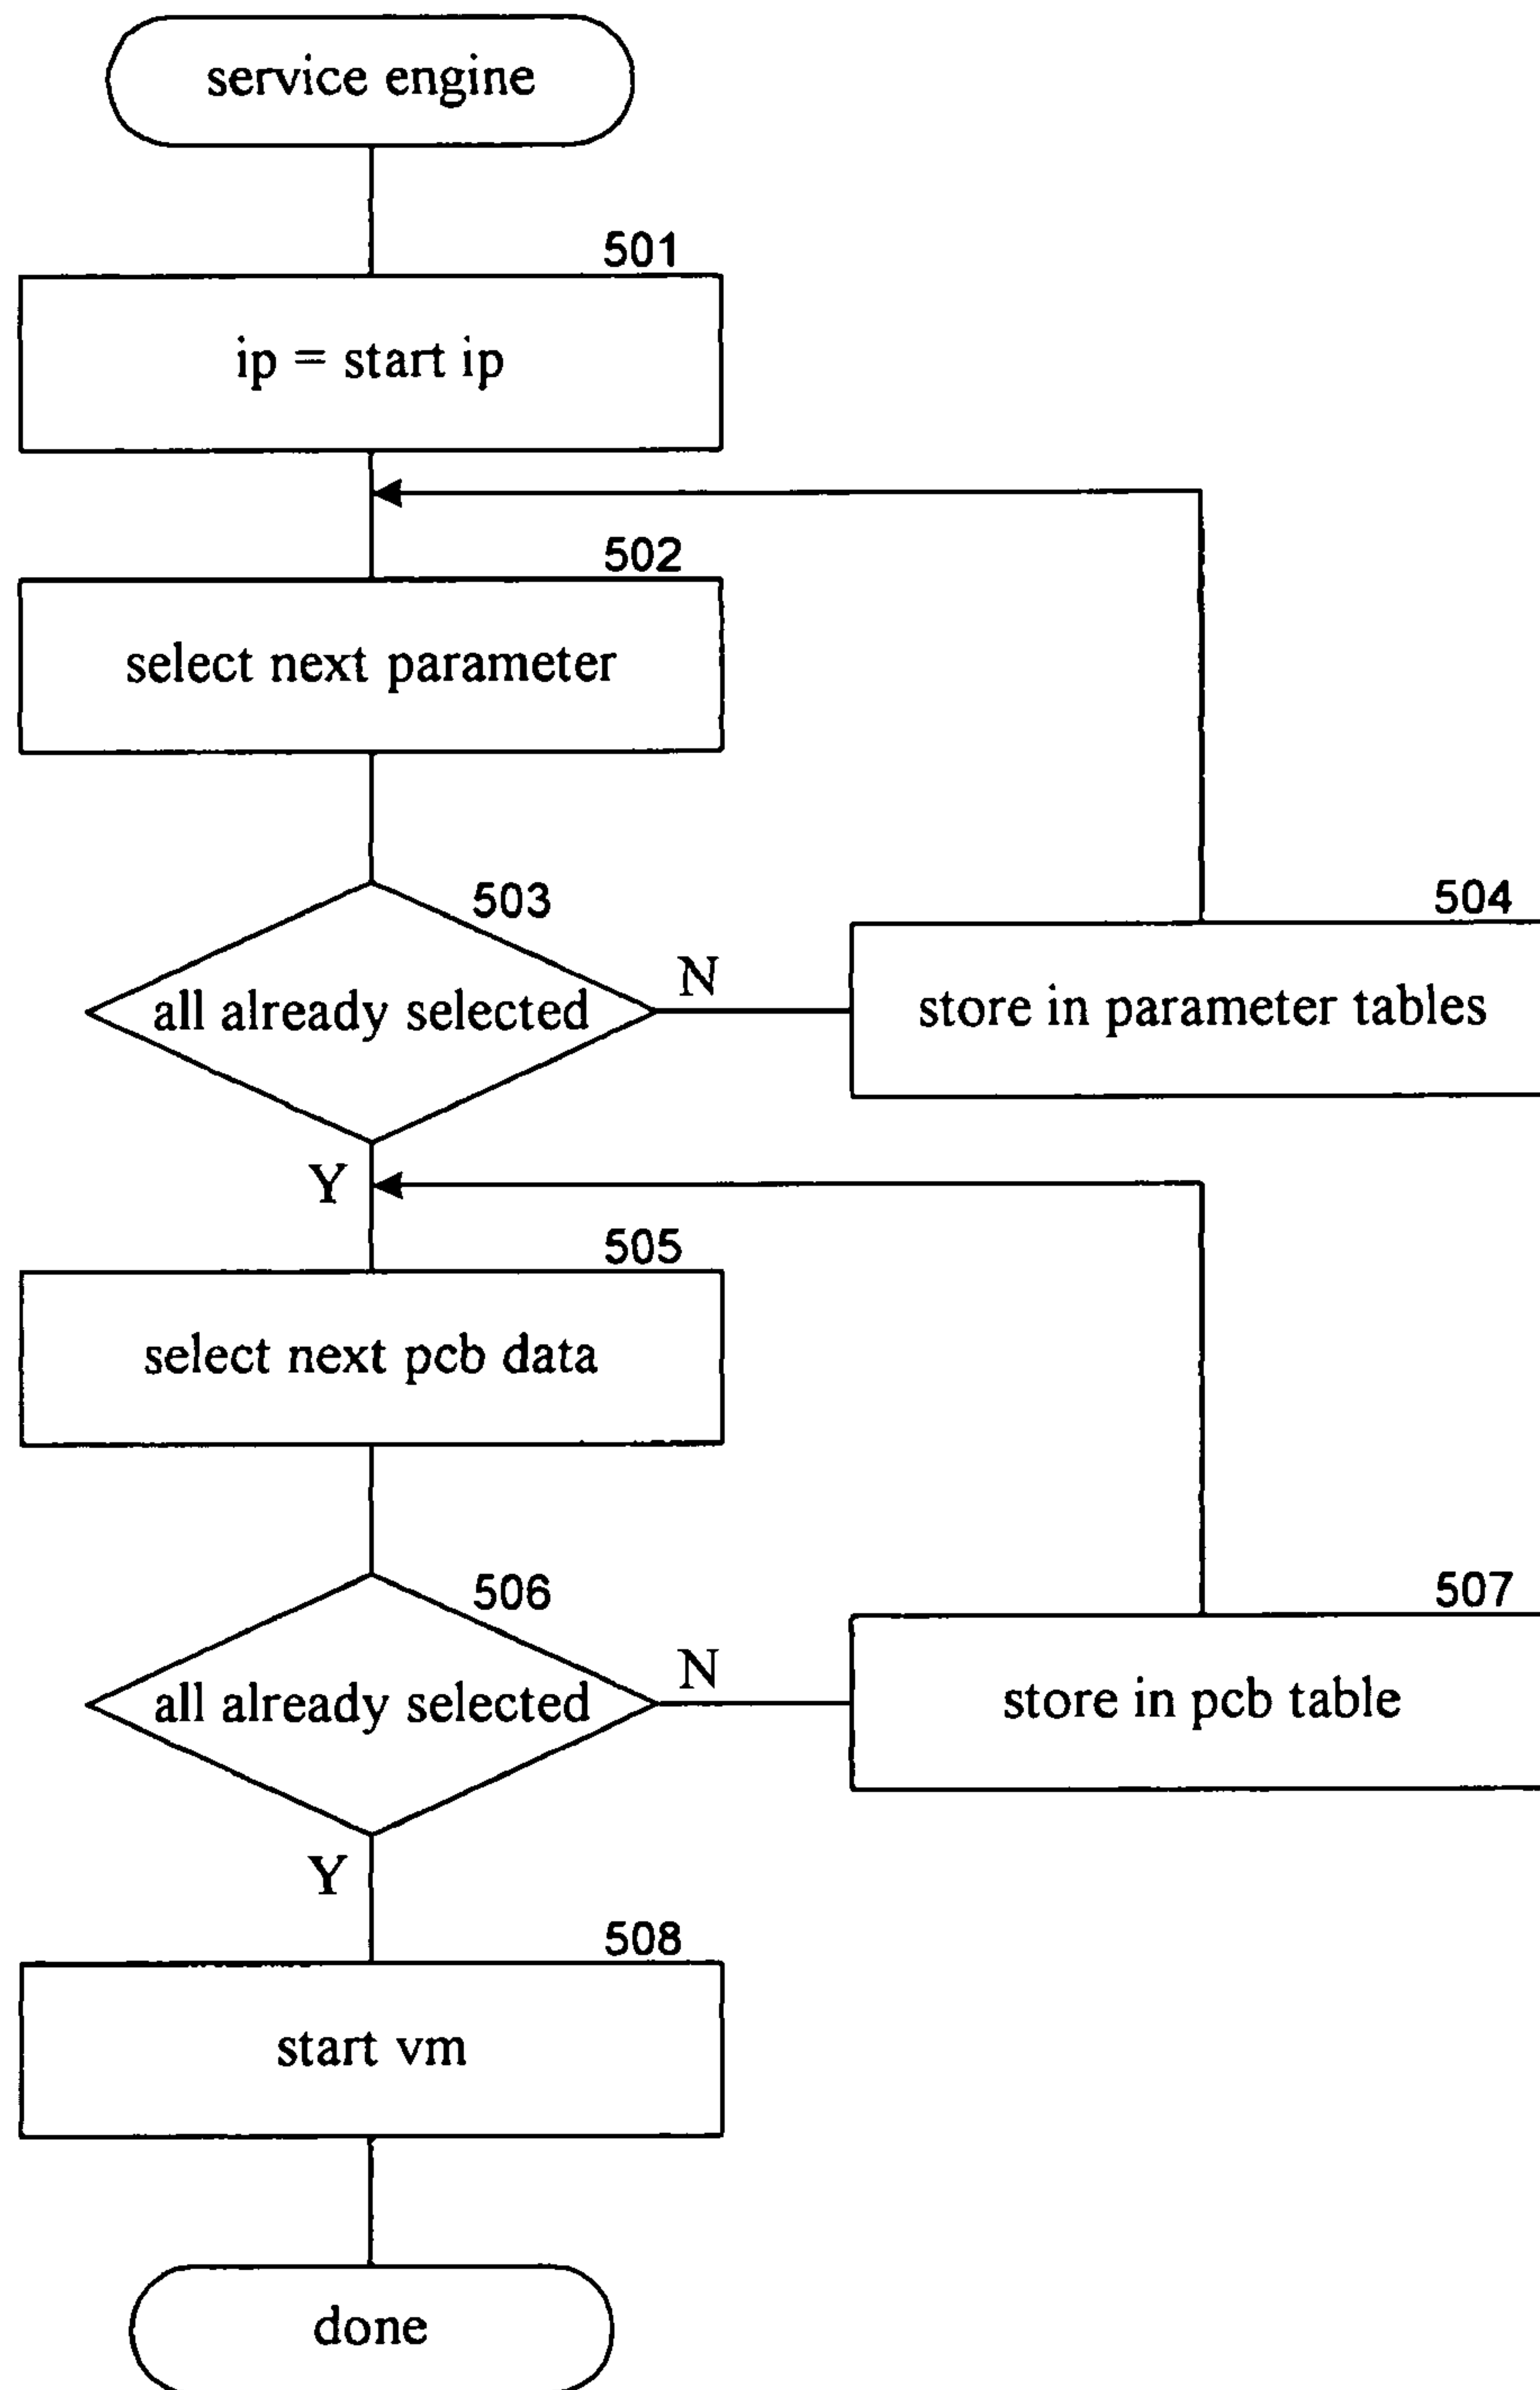 service engine
501
ip = start ip
502
select next parameter
503
all already selected
N
504
store in parameter tables
Y
505
select next pcb data
506
all already selected
N
507
store in pcb table
Y
508
start vm
done